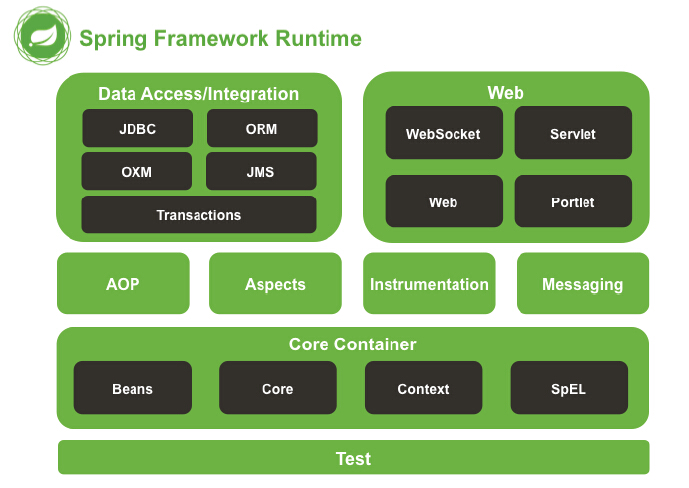 Spring Framework Runtime
Data Access/Integration
JDBC
ORM
OXM
JMS
Transactions
Web
WebSocket
Servlet
Web
Portlet
AOP
Aspects
Instrumentation
Messaging
Core Container
Beans
Core
Context
SpEL
Test